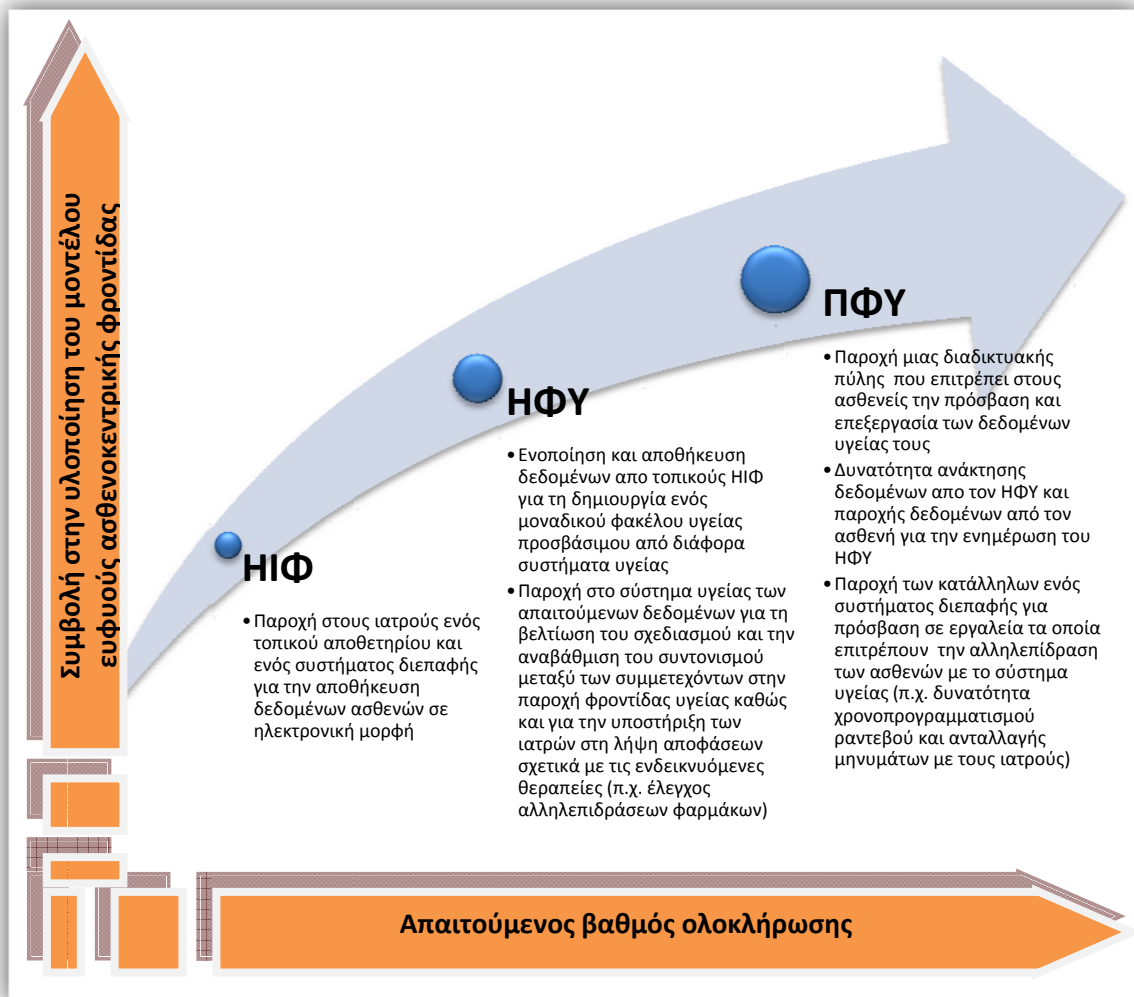 Συμβολή στην υλοποίηση του μοντέλου
ευφυούς ασθενοκεντρικής φροντίδας
ΗΙΦ
• Παροχή στους ιατρούς ενός
τοπικού αποθετηρίου και
ενός συστήματος διεπαφής
για την αποθήκευση
δεδομένων ασθενών σε
ηλεκτρονική μορφή
ΗΦΥ
• Ενοποίηση και αποθήκευση
δεδομένων απο τοπικούς ΗΙΦ
για τη δημιουργία ενός
μοναδικού φακέλου υγείας
προσβάσιμου από διάφορα
συστήματα υγείας
• Παροχή στο σύστημα υγείας των
απαιτούμενων δεδομένων για τη
βελτίωση του σχεδιασμού και την
αναβάθμιση του συντονισμού
μεταξύ των συμμετεχόντων στην
παροχή φροντίδας υγείας καθώς
και για την υποστήριξη των
ιατρών στη λήψη αποφάσεων
σχετικά με τις ενδεικνυόμενες
θεραπείες (π.χ. έλεγχος
αλληλεπιδράσεων φαρμάκων)
ΠΦΥ
• Παροχή μιας διαδικτυακής
πύλης που επιτρέπει στους
ασθενείς την πρόσβαση και
επεξεργασία των δεδομένων
υγείας τους
• Δυνατότητα ανάκτησης
δεδομένων απο τον ΗΦΥ και
παροχής δεδομένων από τον
ασθενή για την ενημέρωση του
ΗΦΥ
• Παροχή των κατάλληλων ενός
συστήματος διεπαφής για
πρόσβαση σε εργαλεία τα οποία
επιτρέπουν την αλληλεπίδραση
των ασθενών με το σύστημα
υγείας (π.χ. δυνατότητα
χρονοπρογραμματισμού
ραντεβού και ανταλλαγής
μηνυμάτων με τους ιατρούς)
Απαιτούμενος βαθμός ολοκλήρωσης